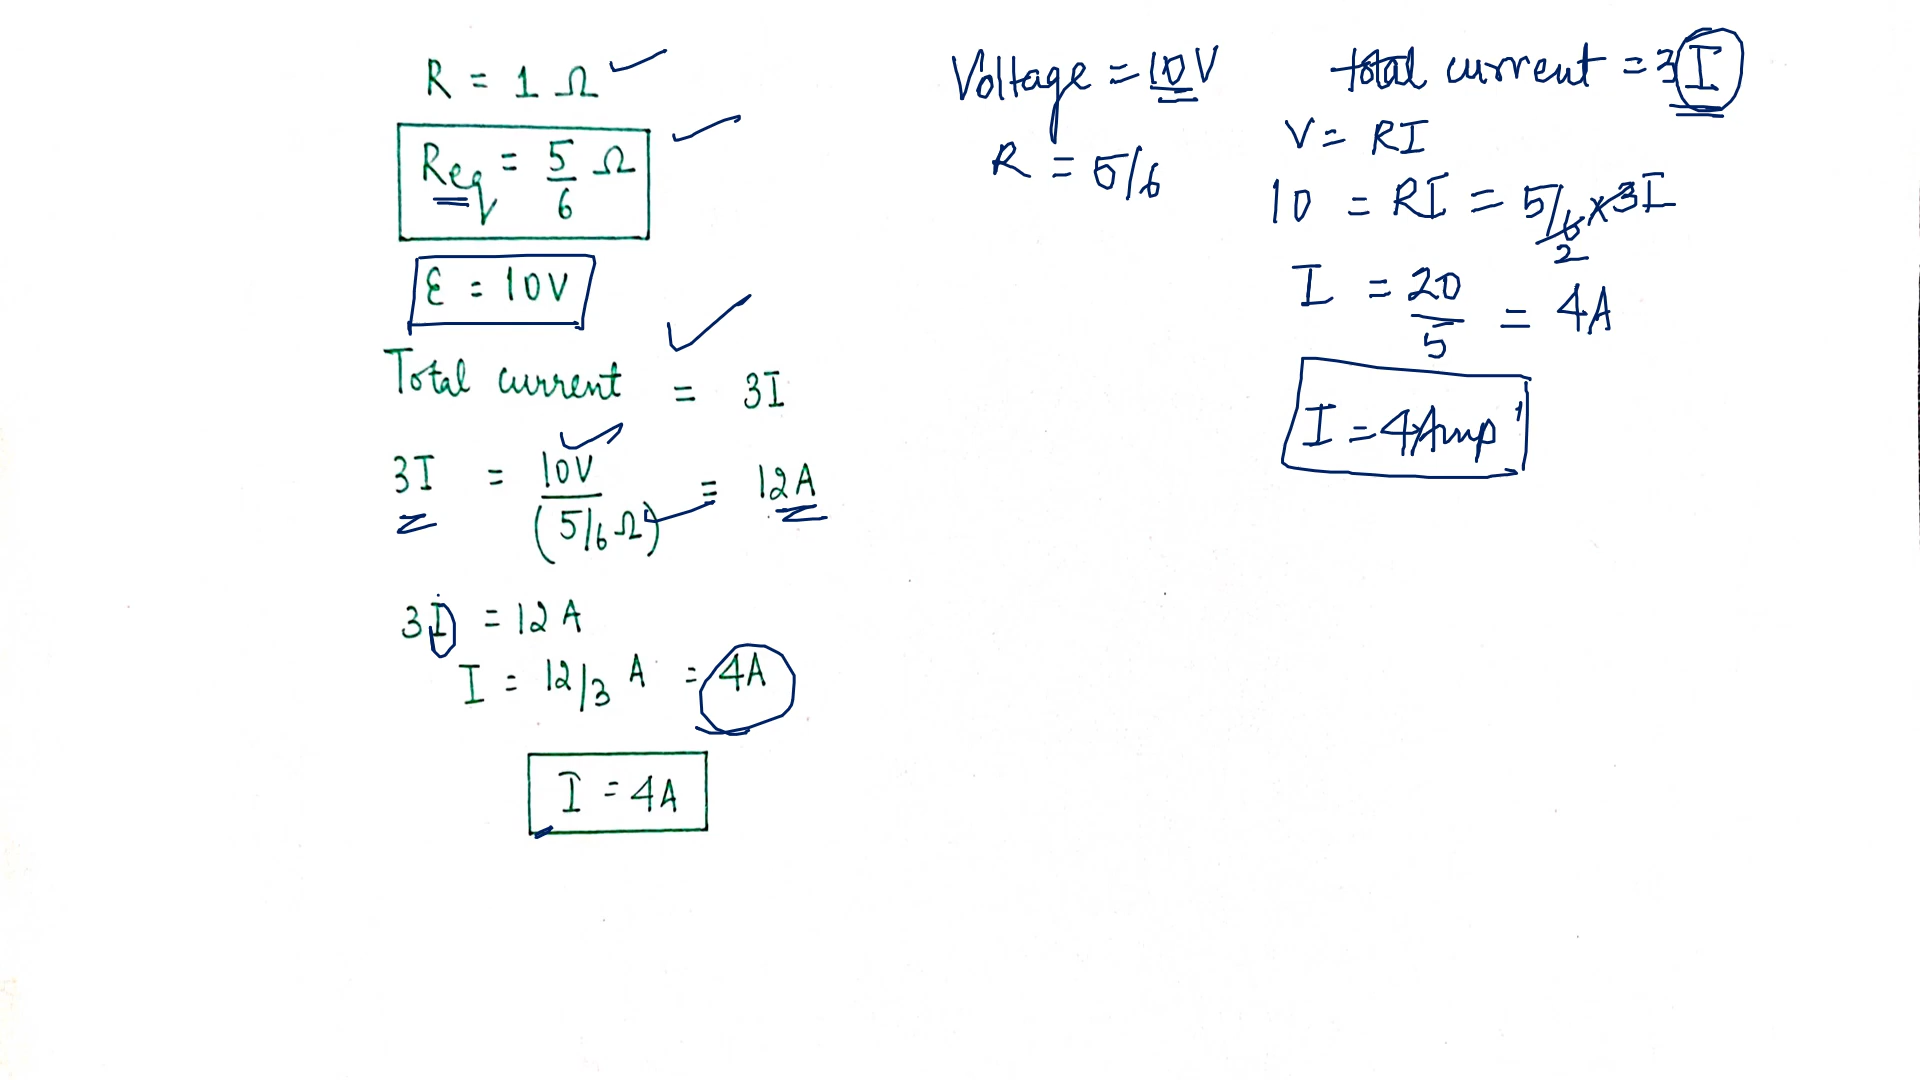 R = 1 Ω
Req = 5/6 Ω
ε = 10V
Total current = 3I
3I = 10V/(5/6 Ω) = 12A
3I = 12A
I = 12/3 A = 4A
I = 4A
Voltage = 10V
R = 5/6
total current = 3I
V = RI
10 = RI = 5/6 × 3I
2
I = 20/5 = 4A
I = 4Amp